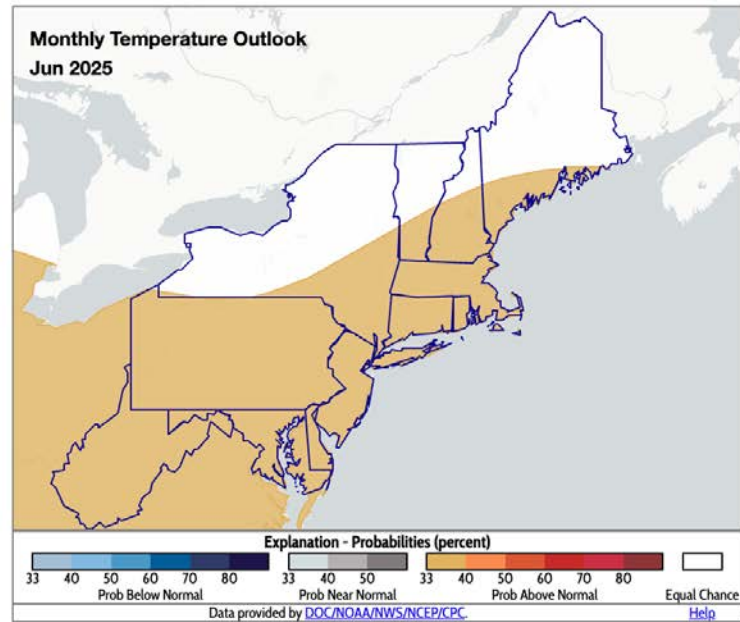 Monthly Temperature Outlook
Jun 2025
Explanation - Probabilities (percent)
33 40 50 60 70 80 33 40 50 33 40 50 60 70 80
Prob Below Normal Prob Near Normal Prob Above Normal Equal Chance
Data provided by DOC/NOAA/NWS/NCEP/CPC. Help